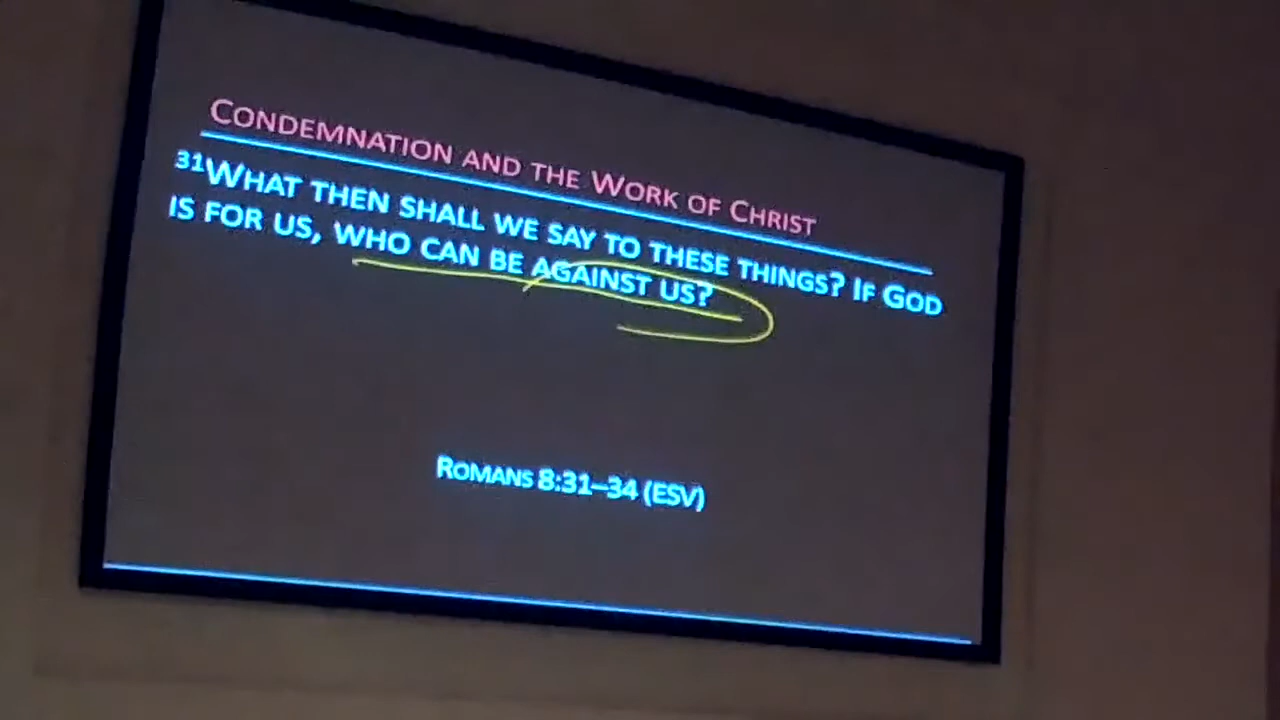 CONDEMNATION AND THE WORK OF CHRIST
31WHAT THEN SHALL WE SAY TO THESE THINGS? IF GOD
IS FOR US, WHO CAN BE AGAINST US?
ROMANS 8:31–34 (ESV)